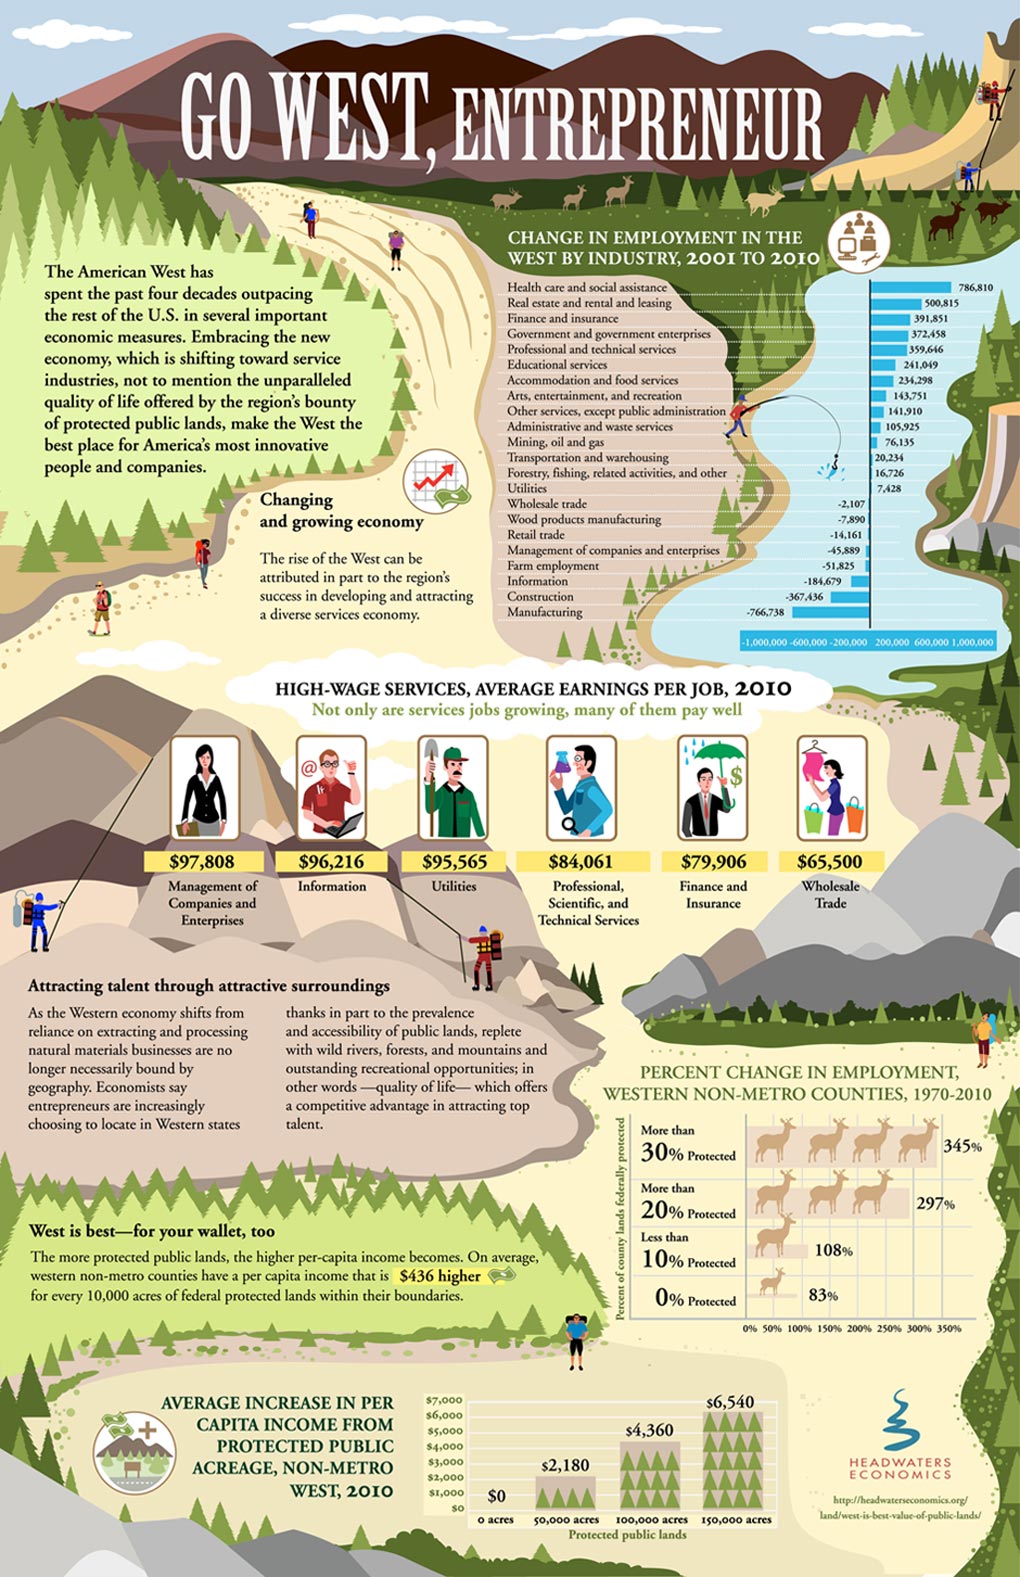 GO WEST, ENTREPRENEUR
The American West has
spent the past four decades outpacing
the rest of the U.S. in several important
economic measures. Embracing the new
economy, which is shifting toward service
industries, not to mention the unparalleled
quality of life offered by the region's bounty
of protected public lands, make the West the
best place for America's most innovative
people and companies.
Changing
and growing economy
The rise of the West can be
attributed in part to the region's
success in developing and attracting
a diverse services economy.
CHANGE IN EMPLOYMENT IN THE
WEST BY INDUSTRY, 2001 TO 2010
Health care and social assistance 786,810
Real estate and rental and leasing 500,815
Finance and insurance 391,851
Government and government enterprises 372,458
Professional and technical services 359,646
Educational services 241,049
Accommodation and food services 234,298
Arts, entertainment, and recreation 143,751
Other services, except public administration 141,910
Administrative and waste services 105,925
Mining, oil and gas 76,135
Transportation and warehousing 20,234
Forestry, fishing, related activities, and other 16,726
Utilities 7,428
Wholesale trade -2,107
Wood products manufacturing -7,890
Retail trade -14,161
Management of companies and enterprises -45,889
Farm employment -51,825
Information -184,679
Construction -367,436
Manufacturing -766,738
-1,000,000 -600,000 -200,000 200,000 600,000 1,000,000
HIGH-WAGE SERVICES, AVERAGE EARNINGS PER JOB, 2010
Not only are services jobs growing, many of them pay well
@
$
$97,808 $96,216 $95,565 $84,061 $79,906 $65,500
Management of
Companies and
Enterprises
Information
Utilities
Professional,
Scientific, and
Technical Services
Finance and
Insurance
Wholesale
Trade
Attracting talent through attractive surroundings
As the Western economy shifts from
reliance on extracting and processing
natural materials businesses are no
longer necessarily bound by
geography. Economists say
entrepreneurs are increasingly
choosing to locate in Western states
thanks in part to the prevalence
and accessibility of public lands, replete
with wild rivers, forests, and mountains and
outstanding recreational opportunities; in
other words —quality of life— which offers
a competitive advantage in attracting top
talent.
PERCENT CHANGE IN EMPLOYMENT,
WESTERN NON-METRO COUNTIES, 1970-2010
Percent of county lands federally protected
More than
30% Protected 345%
More than
20% Protected 297%
Less than
10% Protected 108%
0% Protected 83%
0% 50% 100% 150% 200% 250% 300% 350%
West is best—for your wallet, too
The more protected public lands, the higher per-capita income becomes. On average,
western non-metro counties have a per capita income that is $436 higher
for every 10,000 acres of federal protected lands within their boundaries.
AVERAGE INCREASE IN PER
CAPITA INCOME FROM
PROTECTED PUBLIC
ACREAGE, NON-METRO
WEST, 2010
$7,000
$6,000
$5,000
$4,000
$3,000
$2,000
$1,000
$0
$0 $2,180 $4,360 $6,540
0 acres 50,000 acres 100,000 acres 150,000 acres
Protected public lands
HEADWATERS
ECONOMICS
http://headwaterseconomics.org/
land/west-is-best-value-of-public-lands/